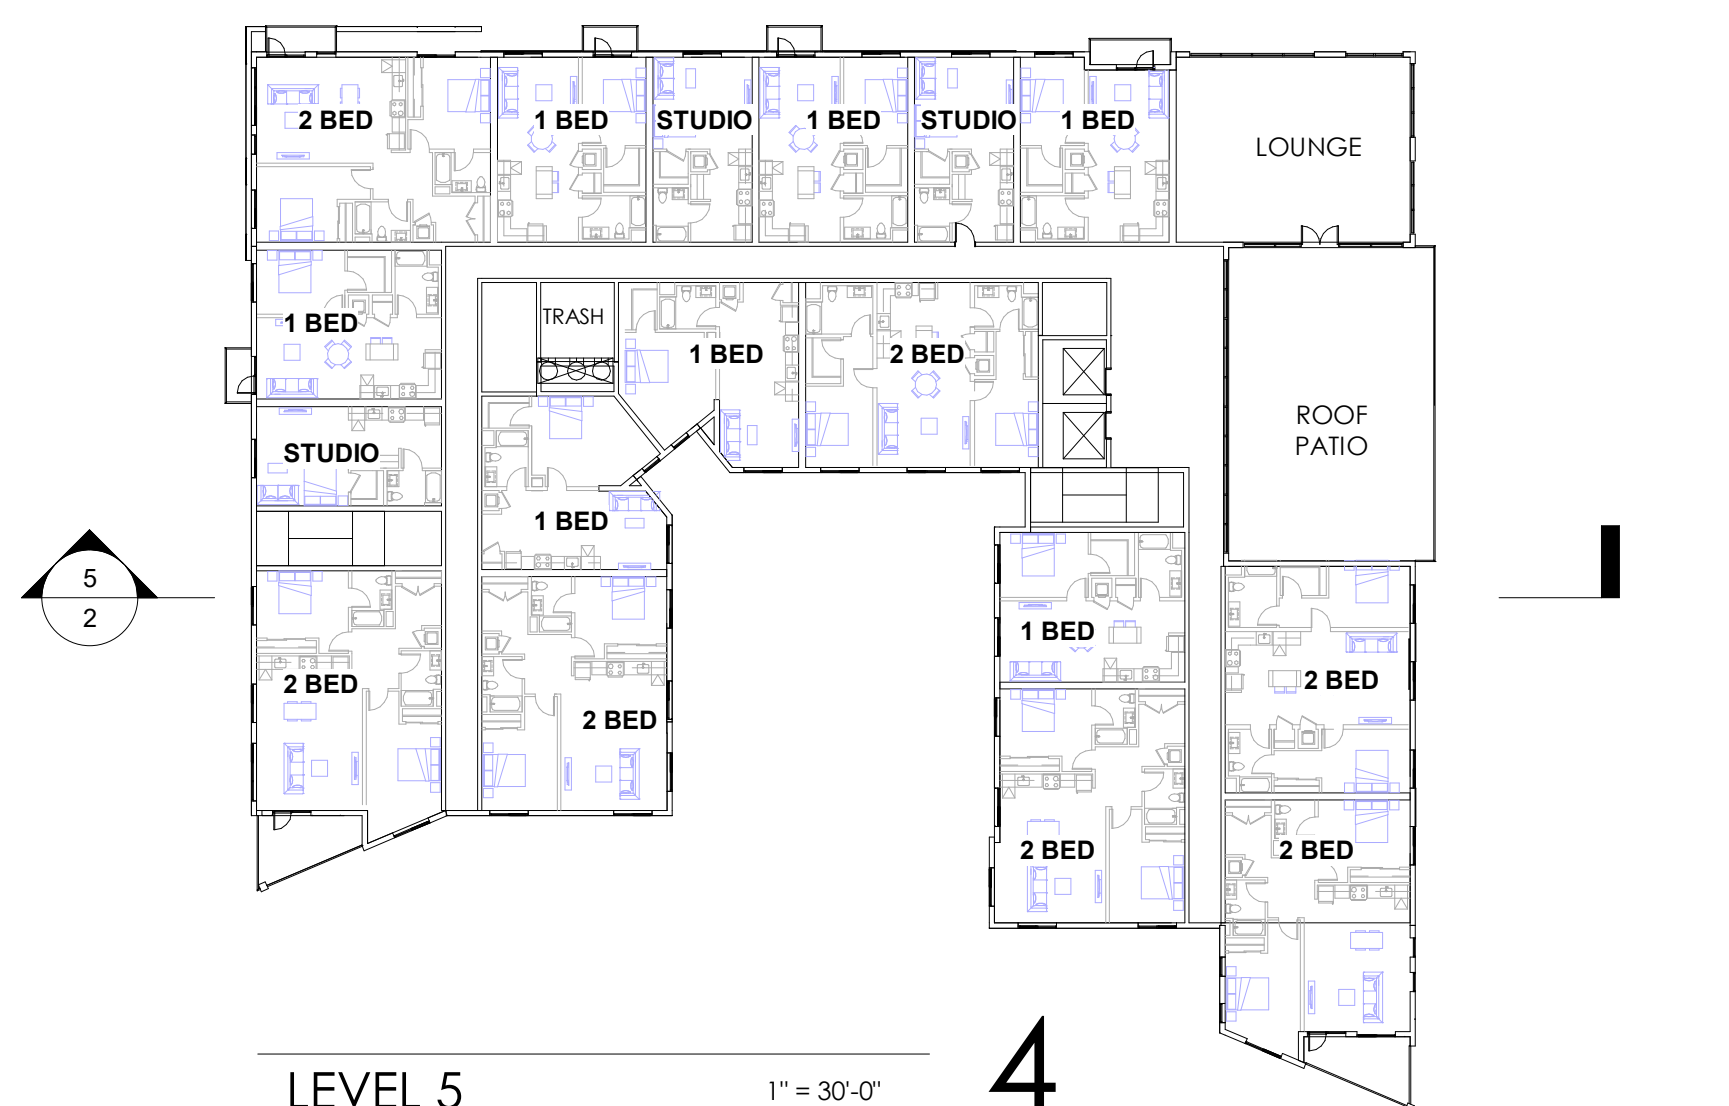 2 BED
1 BED
STUDIO
1 BED
STUDIO
1 BED
LOUNGE
1 BED
TRASH
1 BED
2 BED
ROOF
PATIO
STUDIO
1 BED
5
2
1 BED
2 BED
2 BED
2 BED
2 BED
2 BED
LEVEL 5
1" = 30'-0"
4